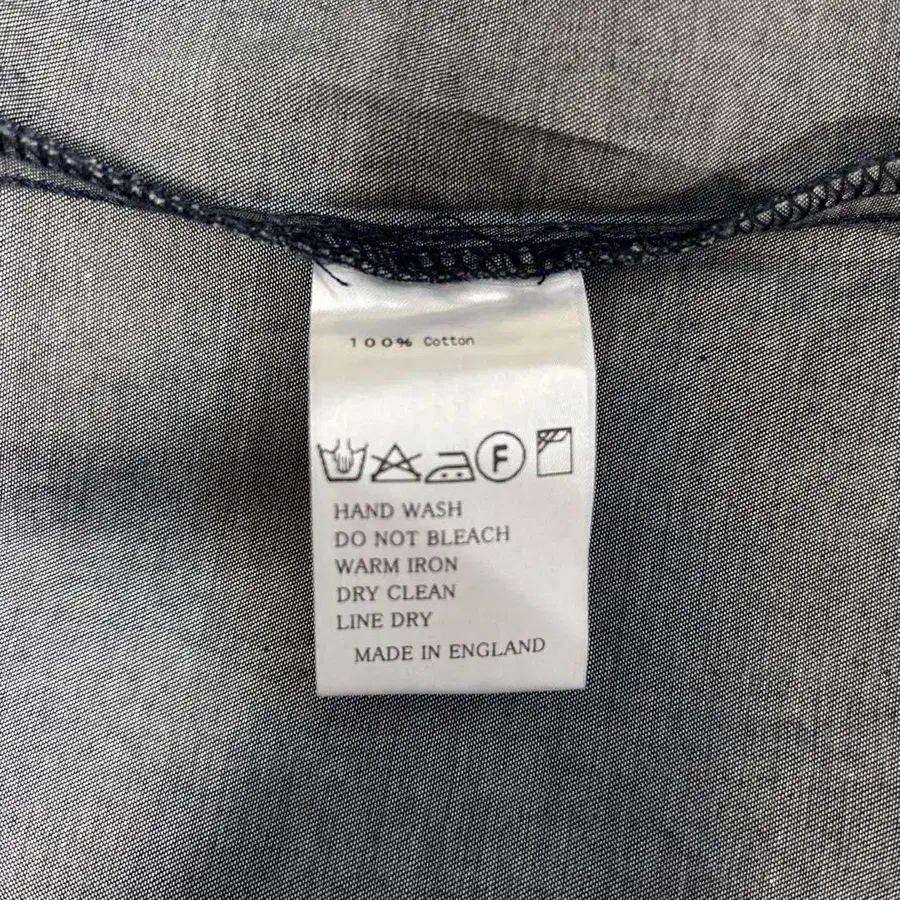 100% Cotton
F
HAND WASH
DO NOT BLEACH
WARM IRON
DRY CLEAN
LINE DRY
MADE IN ENGLAND